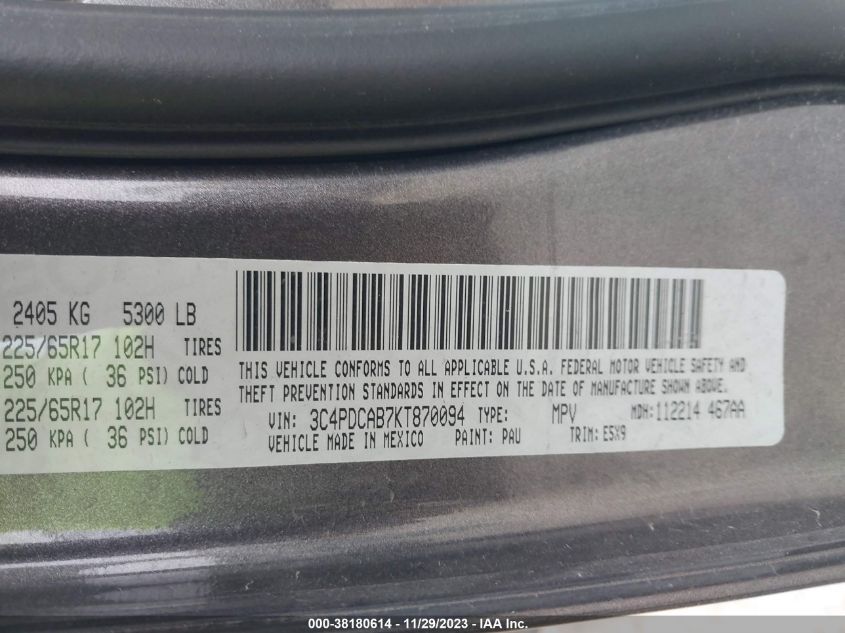 2405 KG 5300 LB
225/65R17 102H TIRES
250 KPA ( 36 PSI) COLD
225/65R17 102H TIRES
250 KPA ( 36 PSI) COLD
THIS VEHICLE CONFORMS TO ALL APPLICABLE U.S.A. FEDERAL MOTOR VEHICLE SAFETY AND
THEFT PREVENTION STANDARDS IN EFFECT ON THE DATE OF MANUFACTURE SHOWN ABOVE.
VIN: 3C4PDCAB7KT870094 TYPE: MPV MDH:112214 467AA
VEHICLE MADE IN MEXICO PAINT: PAU TRIM: E5X9
000-38180614 - 11/29/2023 - IAA Inc.